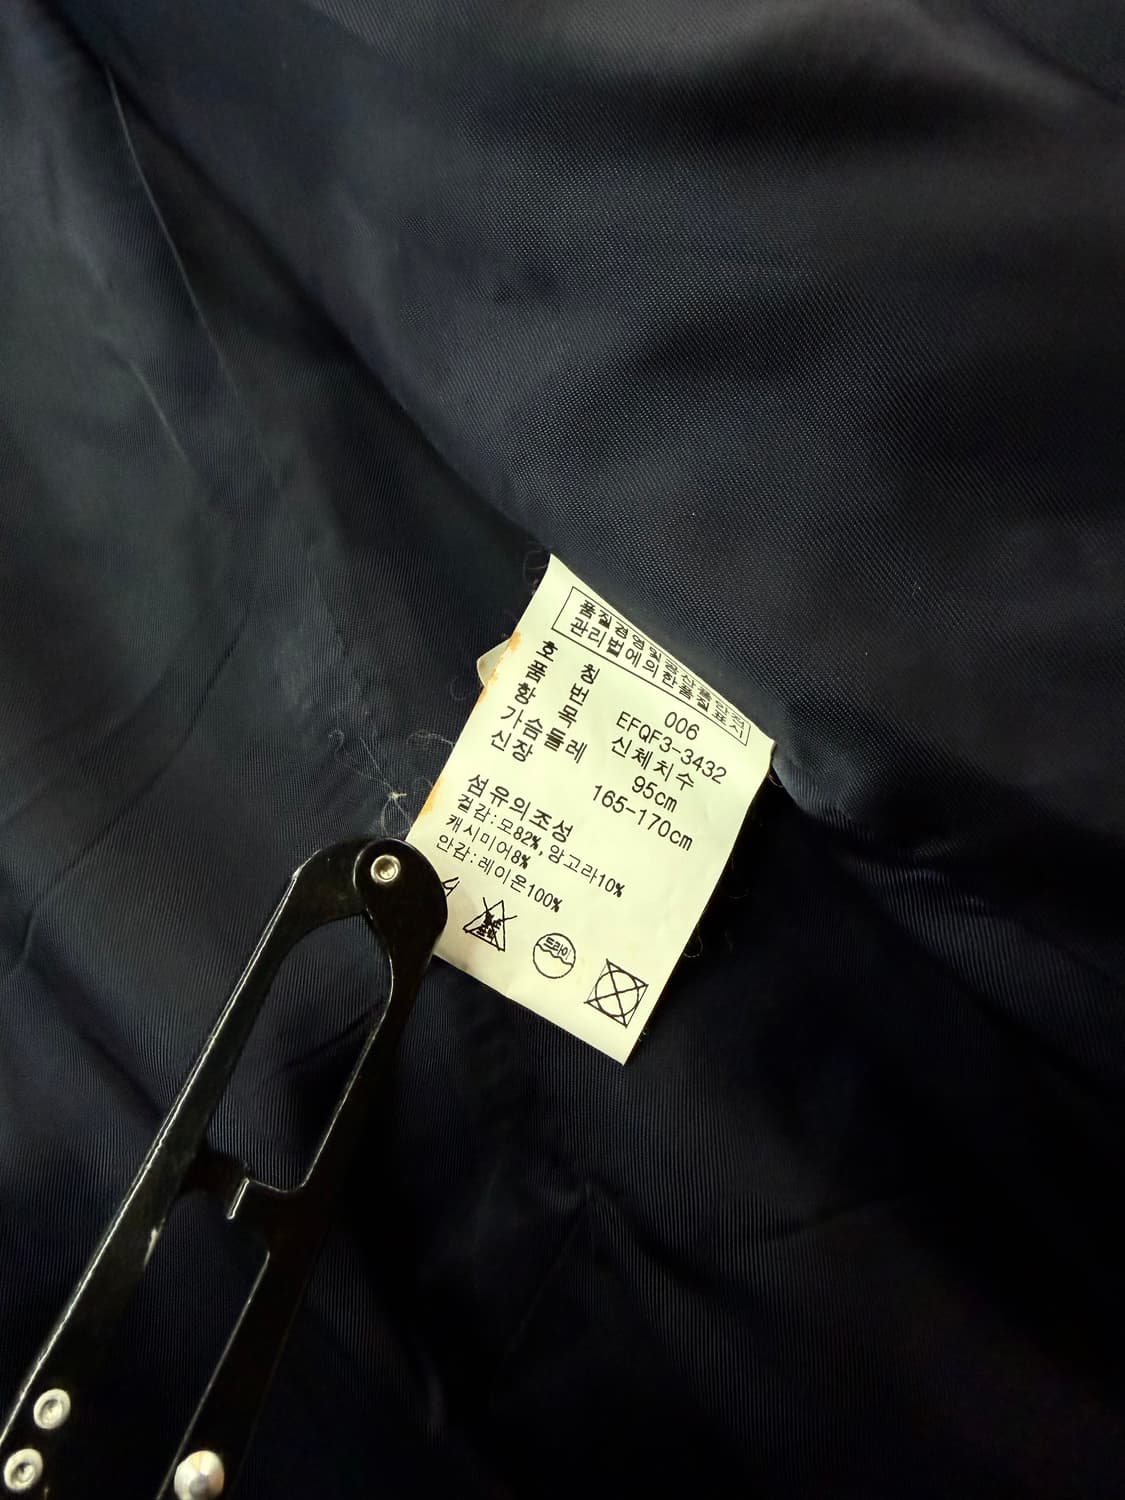 품질경영및공산품안전
관리법에의한품질표시
호 칭 006
품 번 EFQF3-3432
항 목 신체치수
가슴둘레 95cm
신장 165-170cm
섬유의조성
겉감:모82%,앙고라10%
캐시미어8%
안감:레이온100%
드라이